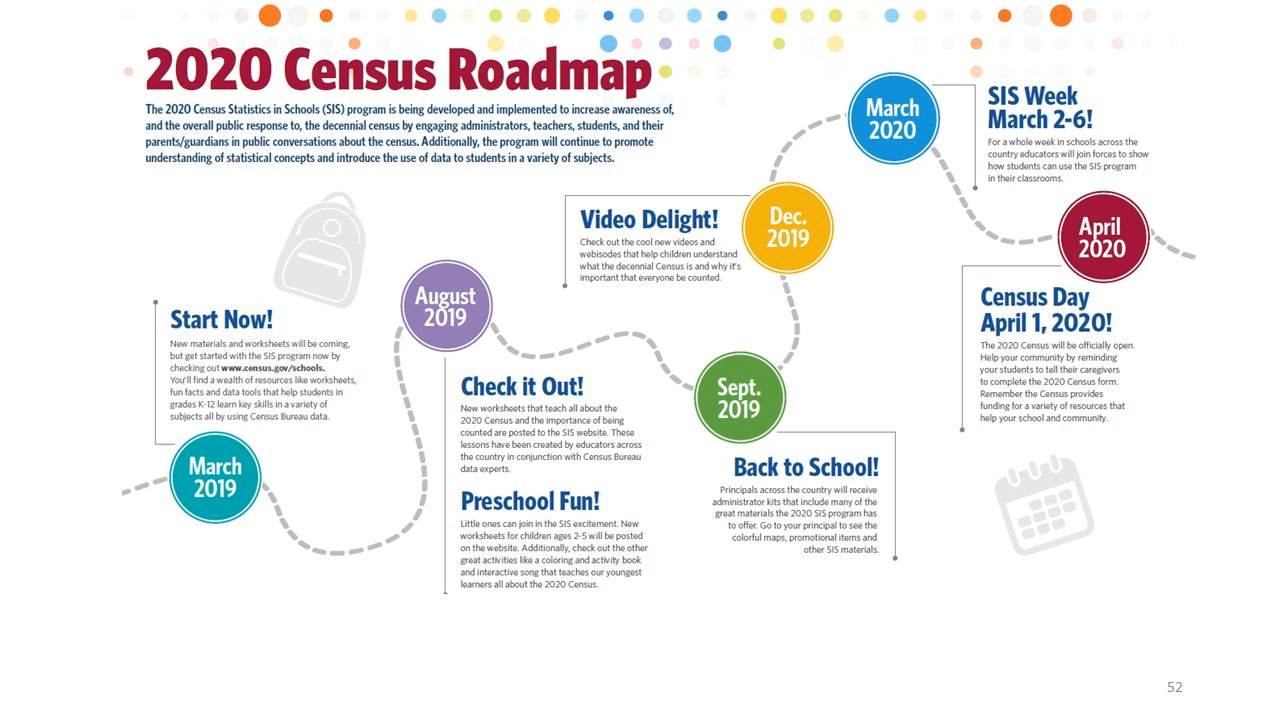 2020 Census Roadmap
The 2020 Census Statistics in Schools (SIS) program is being developed and implemented to increase awareness of,
and the overall public response to, the decennial census by engaging administrators, teachers, students, and their
parents/guardians in public conversations about the census. Additionally, the program will continue to promote
understanding of statistical concepts and introduce the use of data to students in a variety of subjects.
Start Now!
New materials and worksheets will be coming,
but get started with the SIS program now by
checking out www.census.gov/schools.
You'll find a wealth of resources like worksheets,
fun facts and data tools that help students in
grades K-12 learn key skills in a variety of
subjects all by using Census Bureau data.
March
2019
August
2019
Check it Out!
New worksheets that teach all about the
2020 Census and the importance of being
counted are posted to the SIS website. These
lessons have been created by educators across
the country in conjunction with Census Bureau
data experts.
Preschool Fun!
Little ones can join in the SIS excitement. New
worksheets for children ages 2-5 will be posted
on the website. Additionally, check out the other
great activities like a coloring and activity book
and interactive song that teaches our youngest
learners all about the 2020 Census.
Sept.
2019
Back to School!
Principals across the country will receive
administrator kits that include many of the
great materials the 2020 SIS program has
to offer. Go to your principal to see the
colorful maps, promotional items and
other SIS materials.
Video Delight!
Check out the cool new videos and
webisodes that help children understand
what the decennial Census is and why it's
important that everyone be counted.
Dec.
2019
March
2020
SIS Week
March 2-6!
For a whole week in schools across the
country educators will join forces to show
how students can use the SIS program
in their classrooms.
April
2020
Census Day
April 1, 2020!
The 2020 Census will be officially open.
Help your community by reminding
your students to tell their caregivers
to complete the 2020 Census form.
Remember the Census provides
funding for a variety of resources that
help your school and community.
52